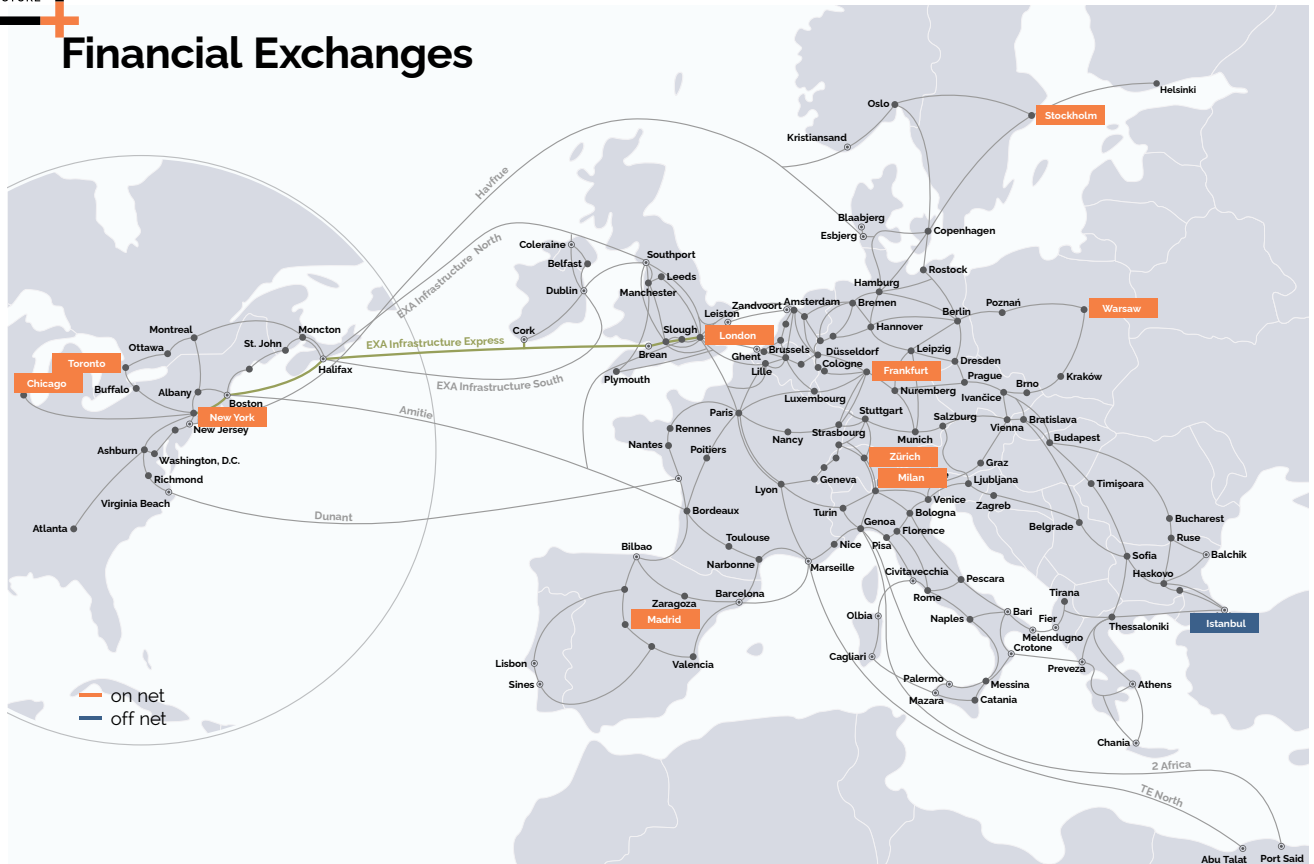 Financial Exchanges
Helsinki
Oslo
Stockholm
Kristiansand
Havfrue
Blaabjerg
Esbjerg
Copenhagen
Coleraine
EXA Infrastructure North
Southport
Belfast
Leeds
Rostock
Dublin
Manchester
Hamburg
Zandvoort
Amsterdam
Bremen
Poznań
Warsaw
Leiston
Berlin
Montreal
Moncton
Cork
Slough
London
Hannover
St. John
EXA Infrastructure Express
Ottawa
Brean
Ghent
Brussels
Düsseldorf
Leipzig
Toronto
Halifax
Lille
Cologne
Dresden
Chicago
Plymouth
Frankfurt
Prague
Kraków
Buffalo
Albany
EXA Infrastructure South
Nuremberg
Brno
Boston
Luxembourg
Ivančice
New York
Amitie
Paris
Stuttgart
Salzburg
Bratislava
New Jersey
Rennes
Strasbourg
Vienna
Nantes
Nancy
Munich
Budapest
Ashburn
Washington, D.C.
Poitiers
Zürich
Graz
Richmond
Geneva
Milan
Ljubljana
Timişoara
Virginia Beach
Lyon
Venice
Zagreb
Dunant
Bordeaux
Turin
Bologna
Atlanta
Genoa
Florence
Belgrade
Bucharest
Toulouse
Nice
Pisa
Ruse
Bilbao
Narbonne
Marseille
Sofia
Balchik
Civitavecchia
Pescara
Haskovo
Zaragoza
Barcelona
Rome
Tirana
Madrid
Olbia
Naples
Bari
Fier
Istanbul
Melendugno
Thessaloniki
Cagliari
Crotone
Lisbon
Valencia
Preveza
Sines
Palermo
Messina
Athens
on net
Mazara
Catania
off net
Chania
2 Africa
TE North
Abu Talat
Port Said